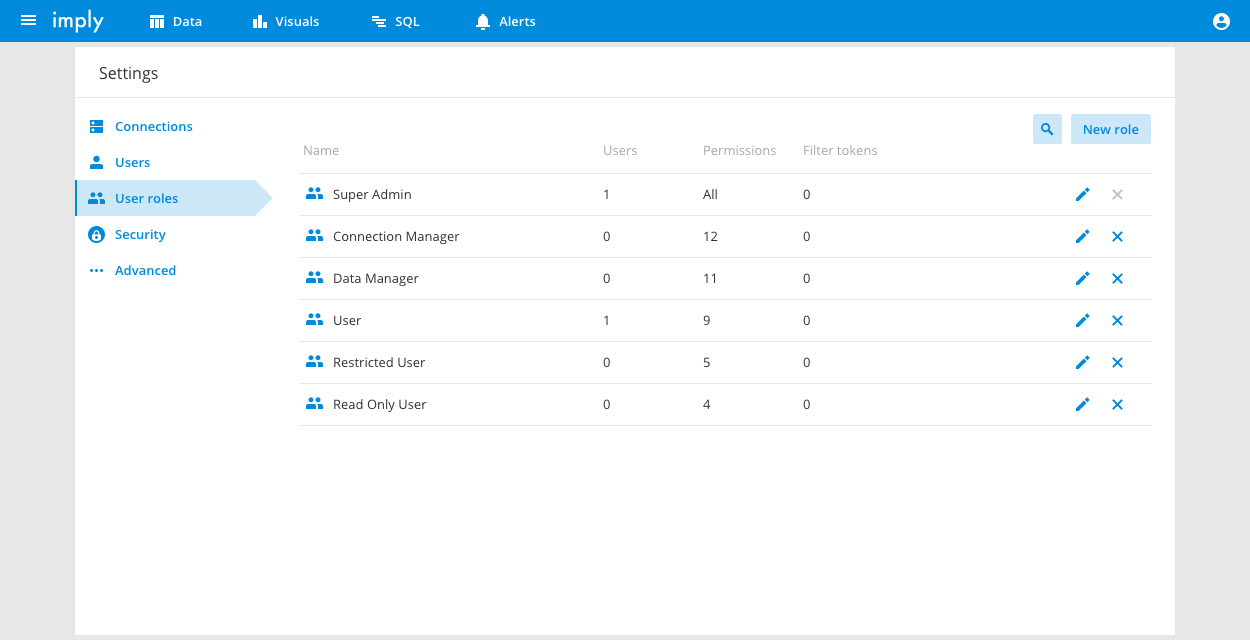 imply Data Visuals SQL Alerts
Settings
Connections
Users
User roles
Security
Advanced
New role
Name Users Permissions Filter tokens
Super Admin 1 All 0
Connection Manager 0 12 0
Data Manager 0 11 0
User 1 9 0
Restricted User 0 5 0
Read Only User 0 4 0